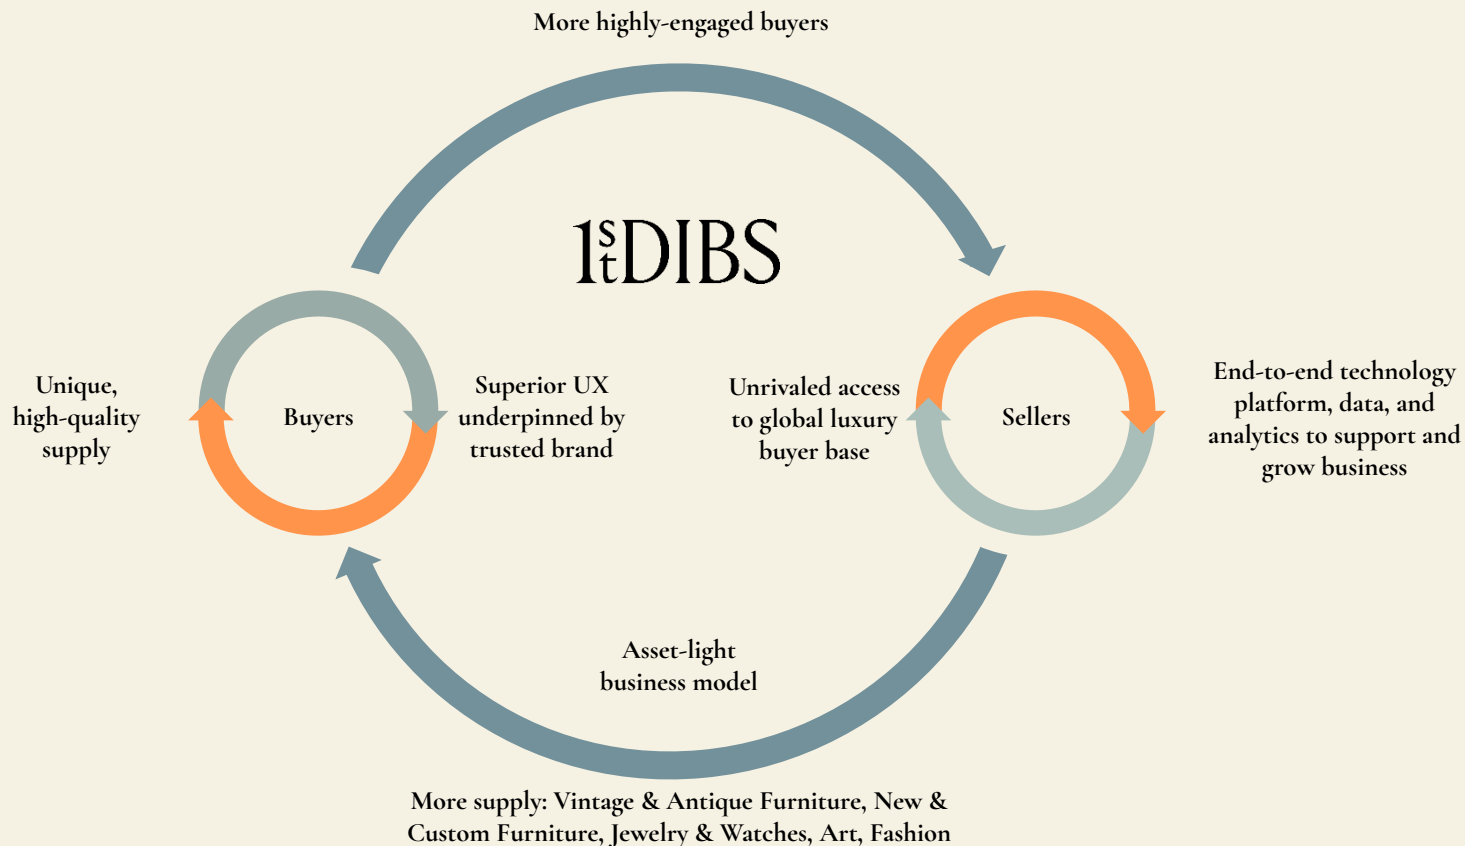 More highly-engaged buyers
1stDIBS
Unique,
high-quality
supply
Buyers
Superior UX
underpinned by
trusted brand
Unrivaled access
to global luxury
buyer base
Sellers
End-to-end technology
platform, data, and
analytics to support and
grow business
Asset-light
business model
More supply: Vintage & Antique Furniture, New &
Custom Furniture, Jewelry & Watches, Art, Fashion